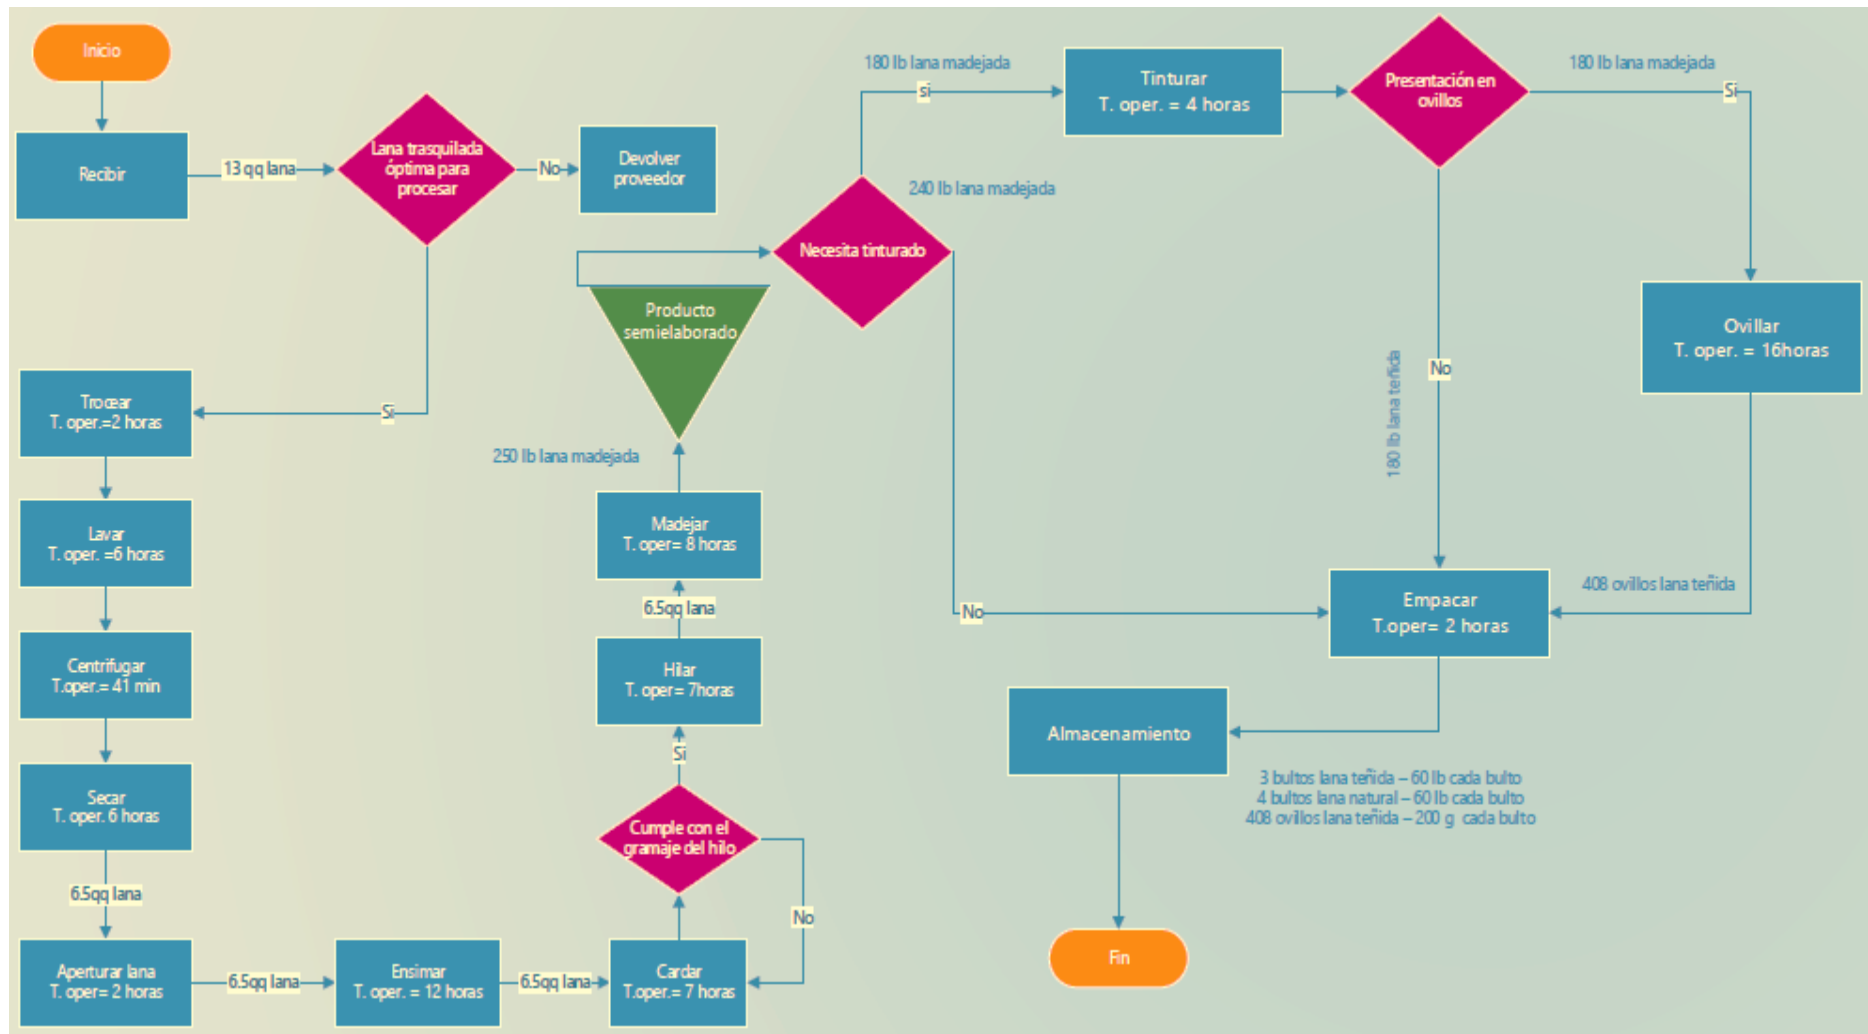 Inicio
Recibir
13 qq lana
Lana trasquilada
óptima para
procesar
No
Devolver
proveedor
Si
Trocear
T. oper.=2 horas
Lavar
T. oper. =6 horas
Centrifugar
T.oper.= 41 min
Secar
T. oper. 6 horas
6.5qq lana
Aperturar lana
T. oper= 2 horas
6.5qq lana
Ensimar
T. oper. = 12 horas
6.5qq lana
Cardar
T.oper.= 7 horas
Cumple con el
gramaje del hilo
No
Si
Hilar
T. oper= 7horas
6.5qq lana
Madejar
T. oper= 8 horas
250 lb lana madejada
Producto
semielaborado
Necesita tinturado
240 lb lana madejada
180 lb lana madejada
si
Tinturar
T. oper. = 4 horas
Presentación en
ovillos
180 lb lana madejada
Si
Ovillar
T. oper. = 16horas
No
180 lb lana teñida
408 ovillos lana teñida
No
Empacar
T.oper= 2 horas
Almacenamiento
3 bultos lana teñida – 60 lb cada bulto
4 bultos lana natural – 60 lb cada bulto
408 ovillos lana teñida – 200 g cada bulto
Fin